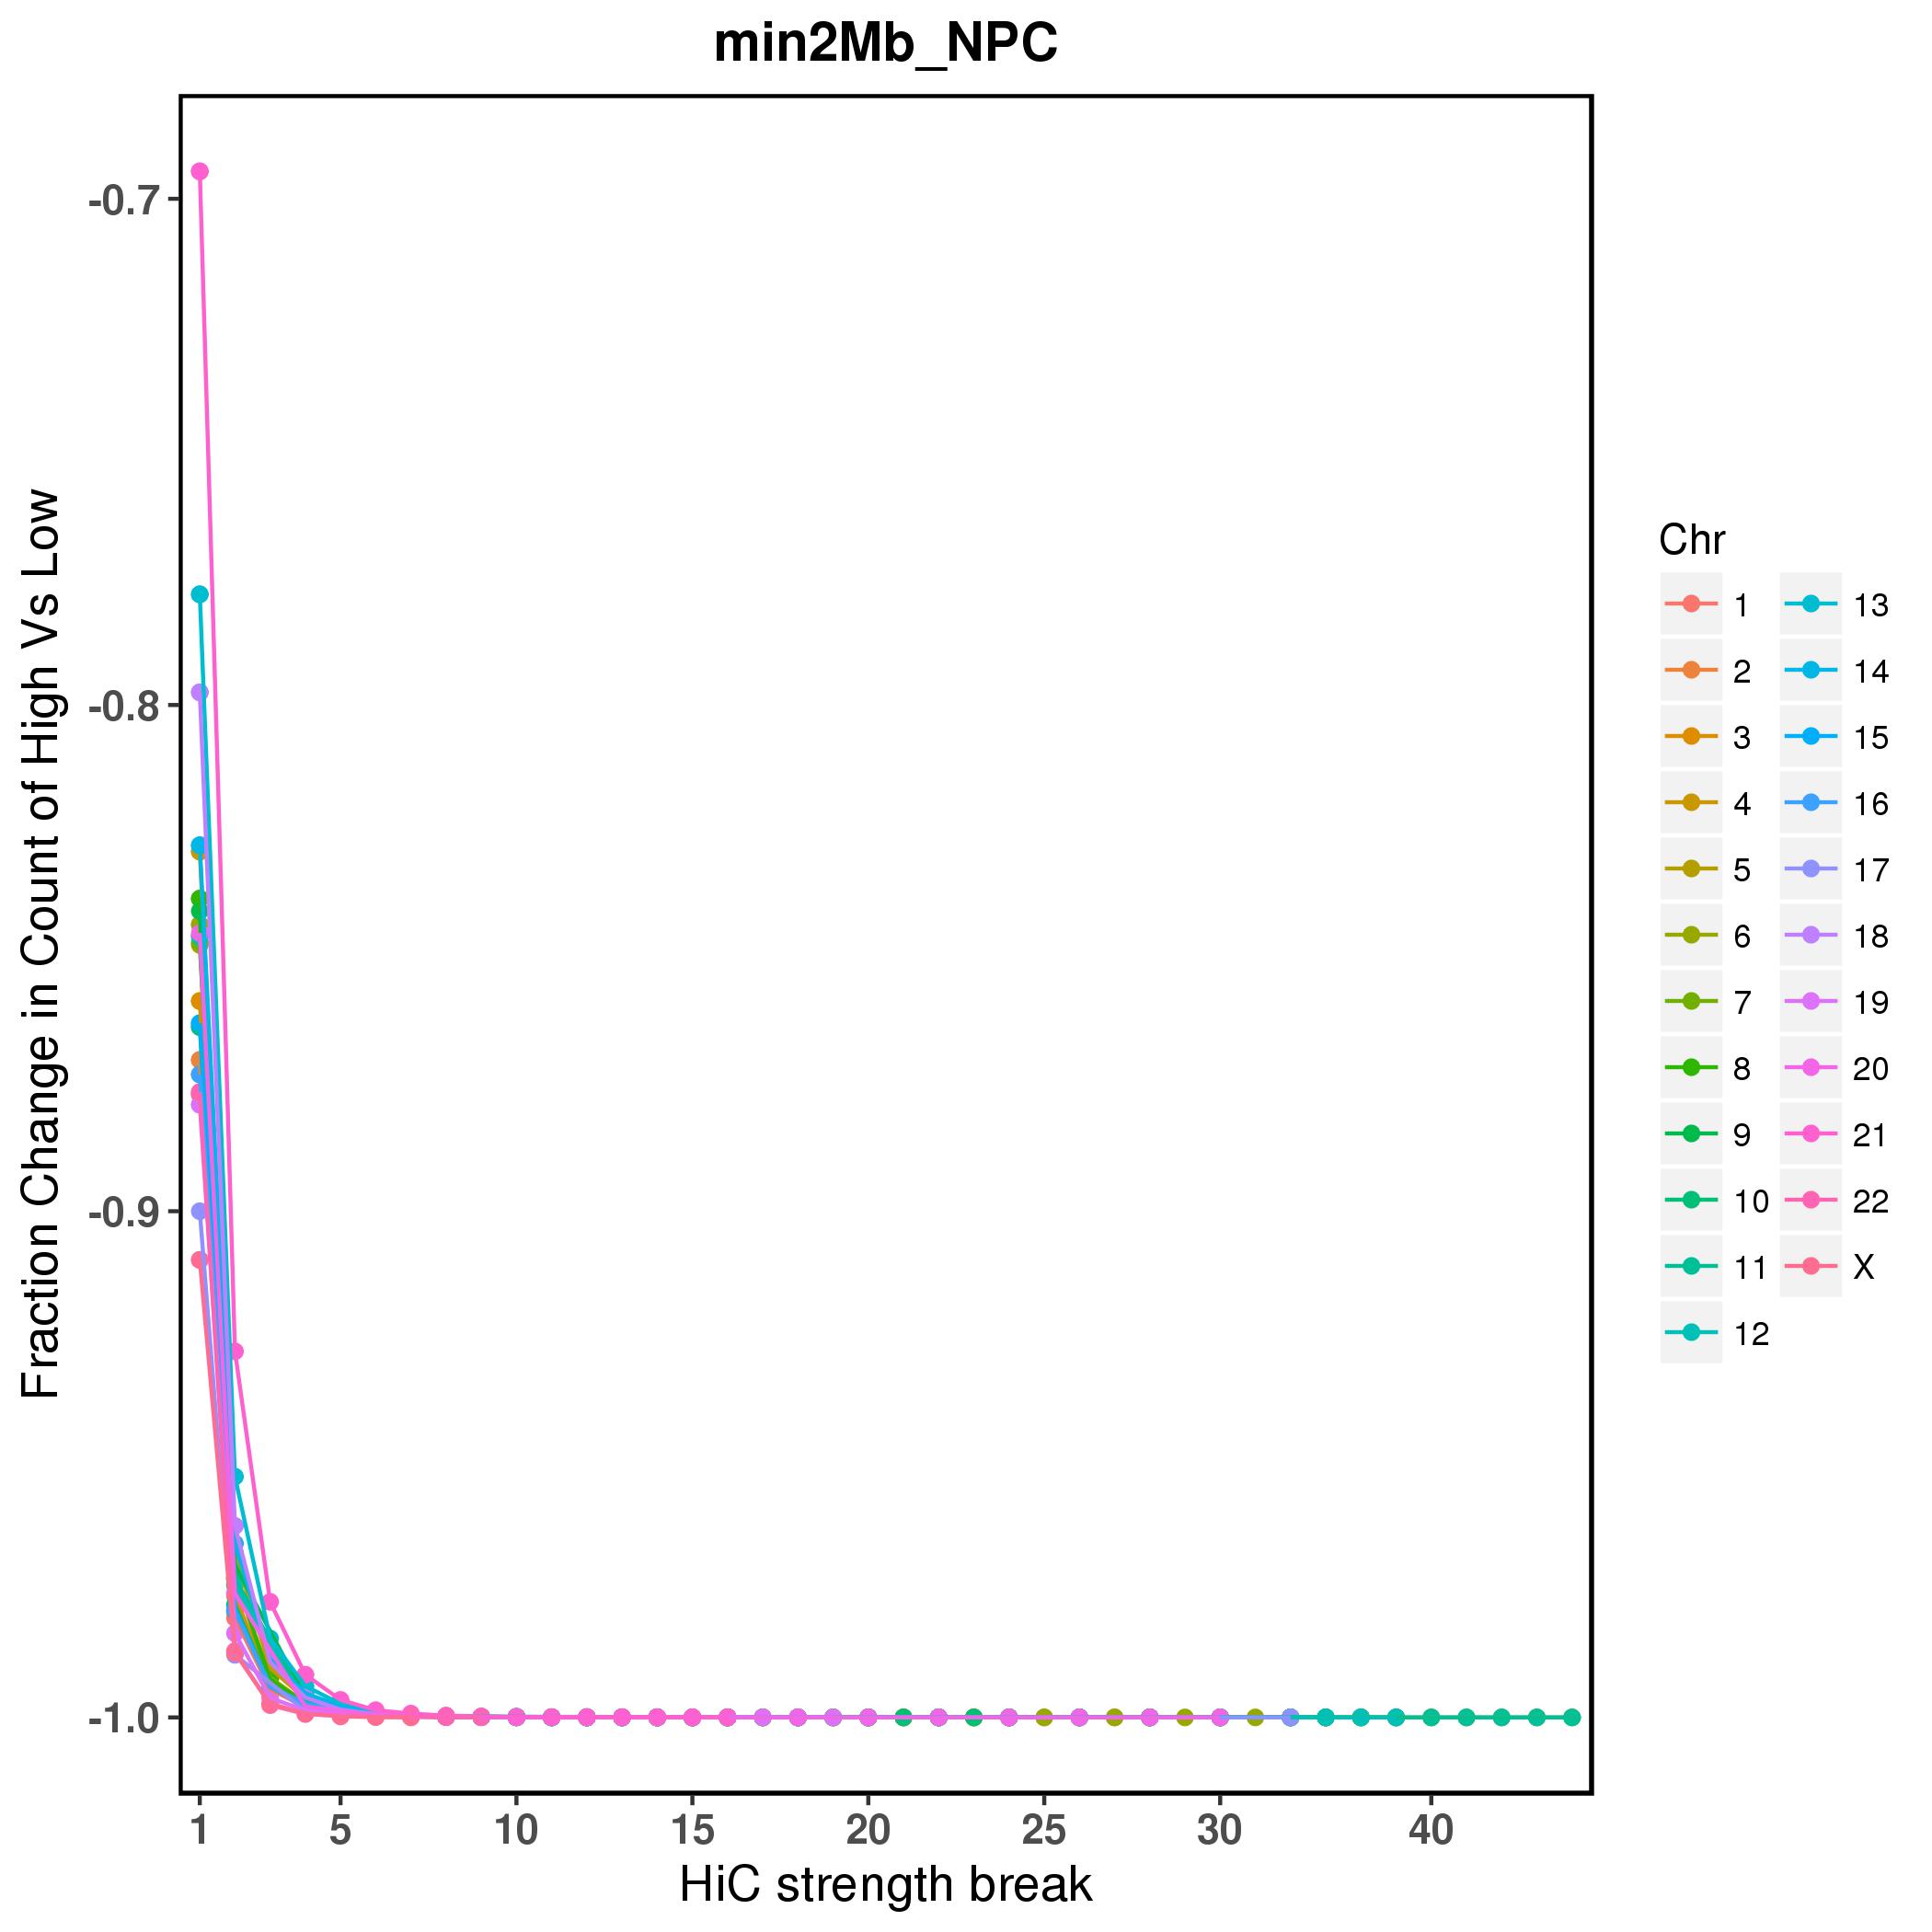 min2Mb_NPC
Fraction Change in Count of High Vs Low
-0.7
-0.8
-0.9
-1.0
1 5 10 15 20 25 30 40
HiC strength break
Chr
1 13
2 14
3 15
4 16
5 17
6 18
7 19
8 20
9 21
10 22
11 X
12